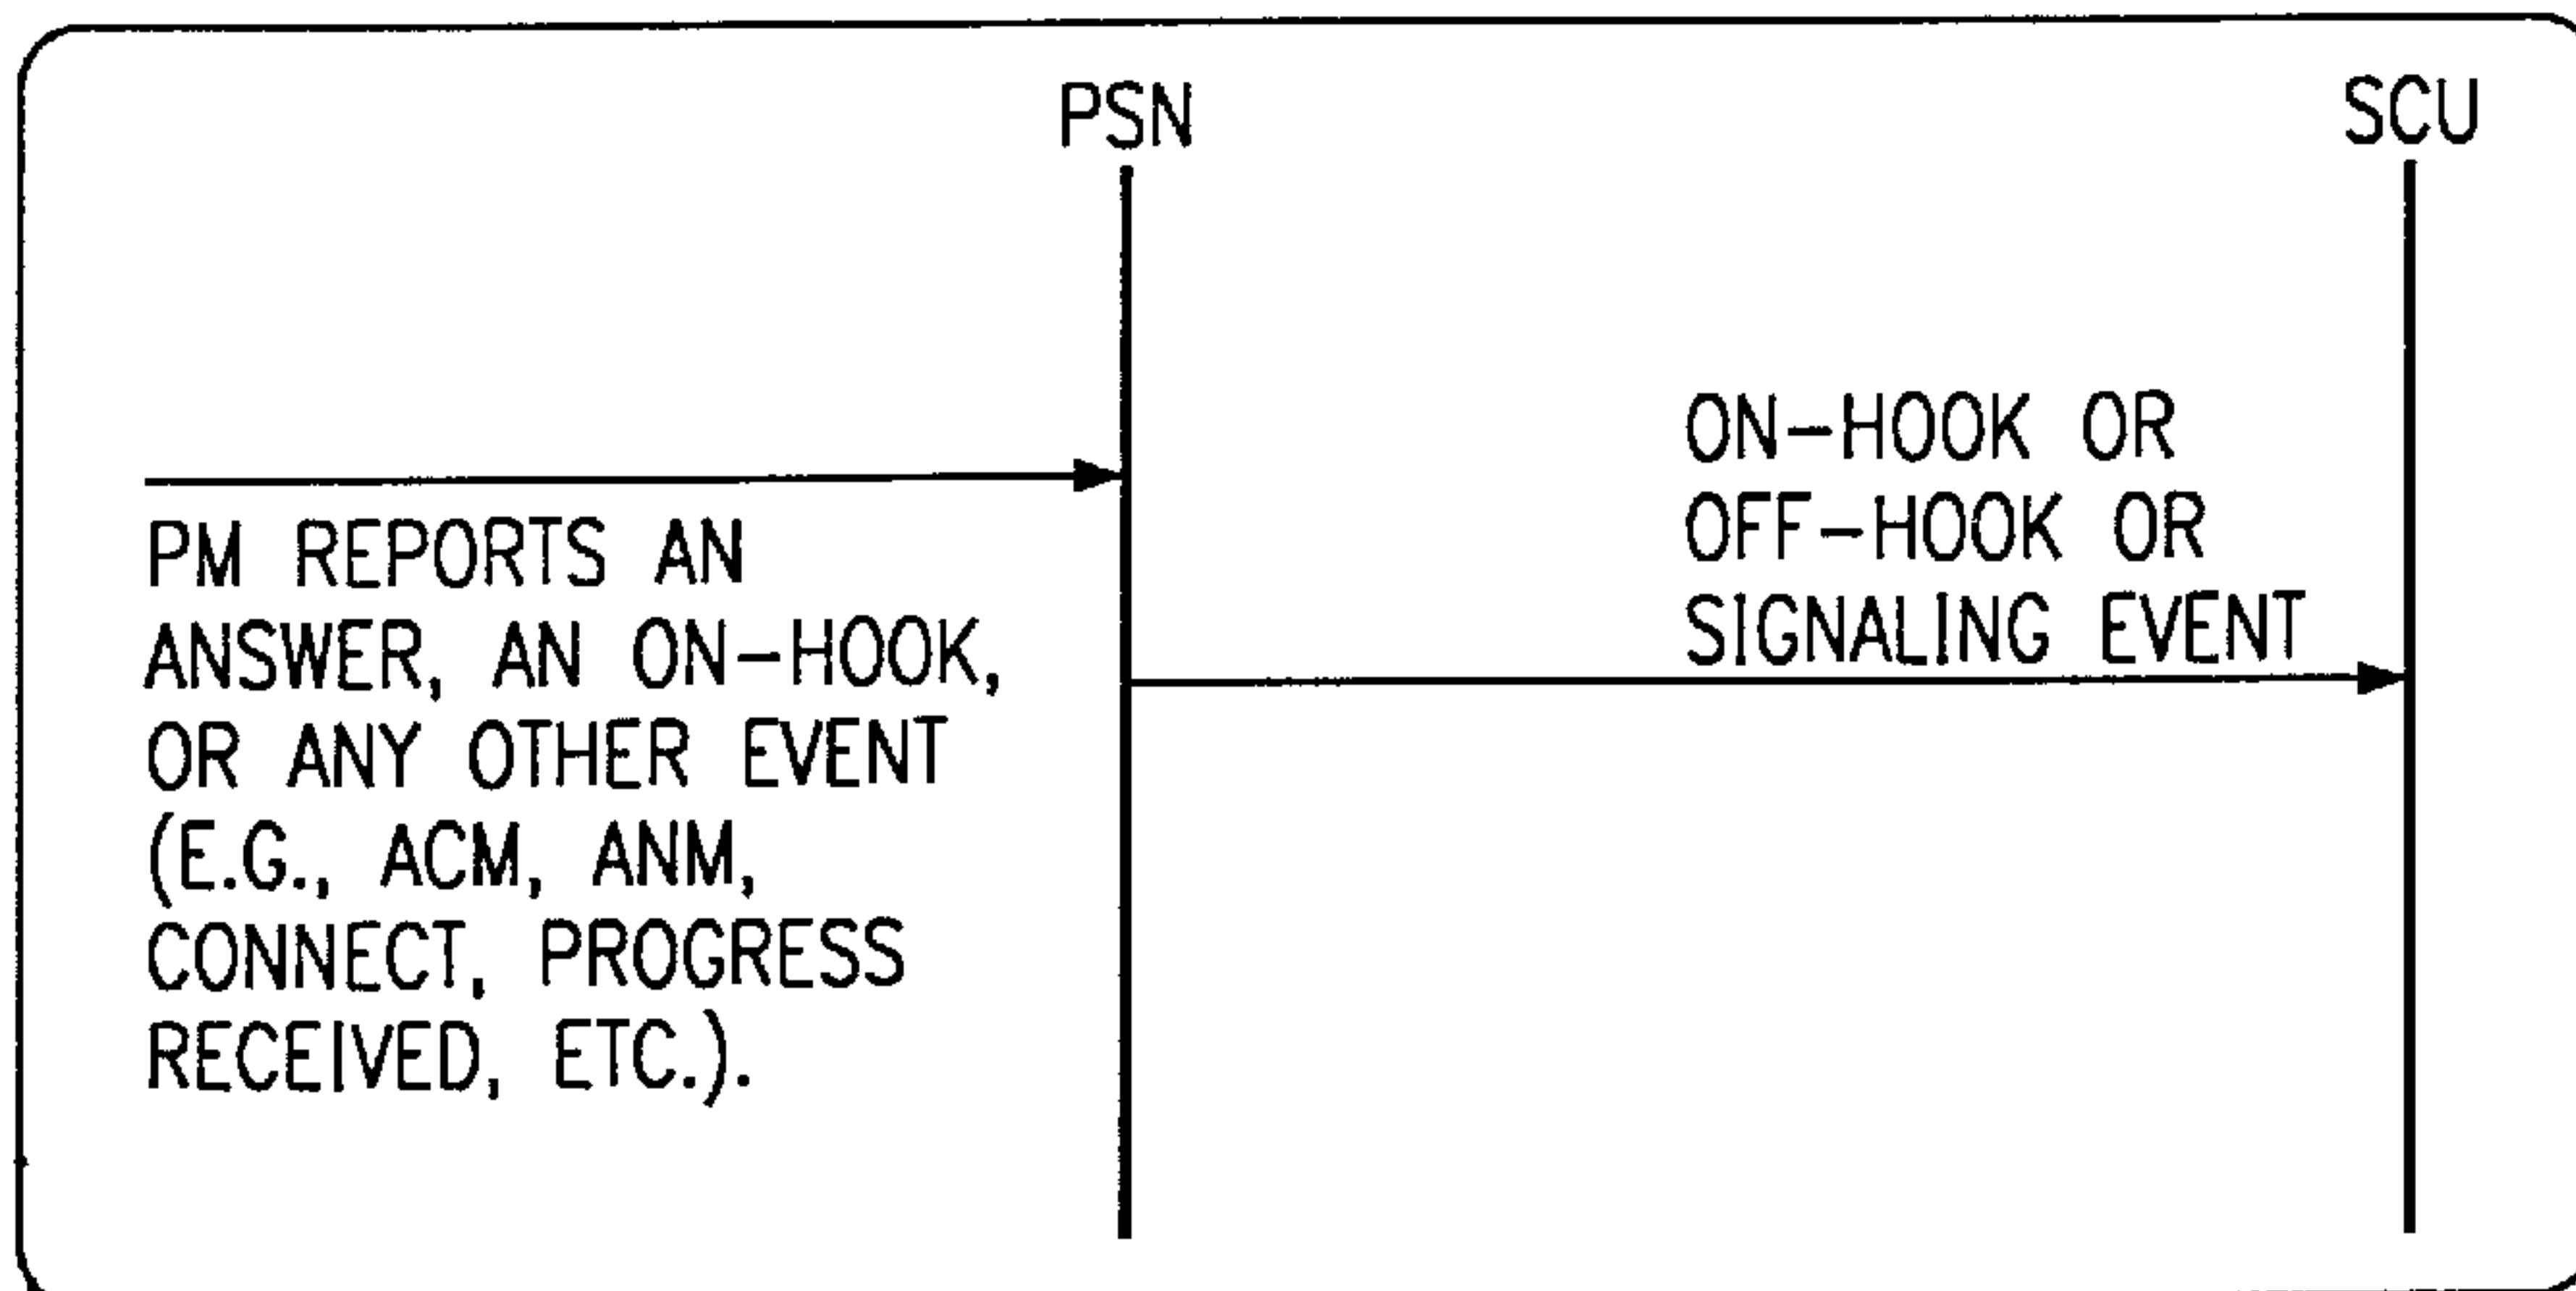 PSN
SCU
ON-HOOK OR
OFF-HOOK OR
SIGNALING EVENT
PM REPORTS AN
ANSWER, AN ON-HOOK,
OR ANY OTHER EVENT
(E.G., ACM, ANM,
CONNECT, PROGRESS
RECEIVED, ETC.).